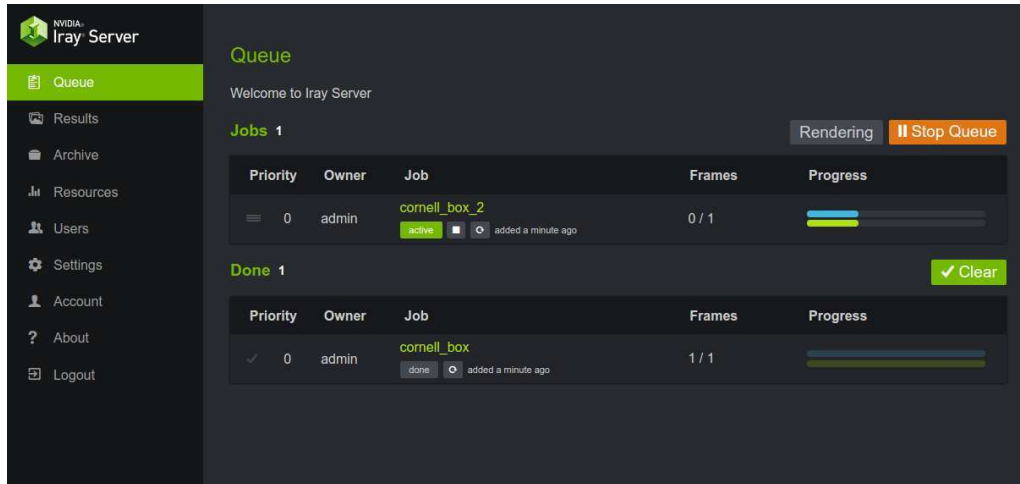 NVIDIA.
Iray Server
Queue
Results
Archive
Resources
Users
Settings
Account
About
Logout
Queue
Welcome to Iray Server
Jobs 1
Rendering
Stop Queue
Priority Owner Job Frames Progress
0 admin cornell_box_2 0 / 1
active added a minute ago
Done 1
Clear
Priority Owner Job Frames Progress
0 admin cornell_box 1 / 1
done added a minute ago